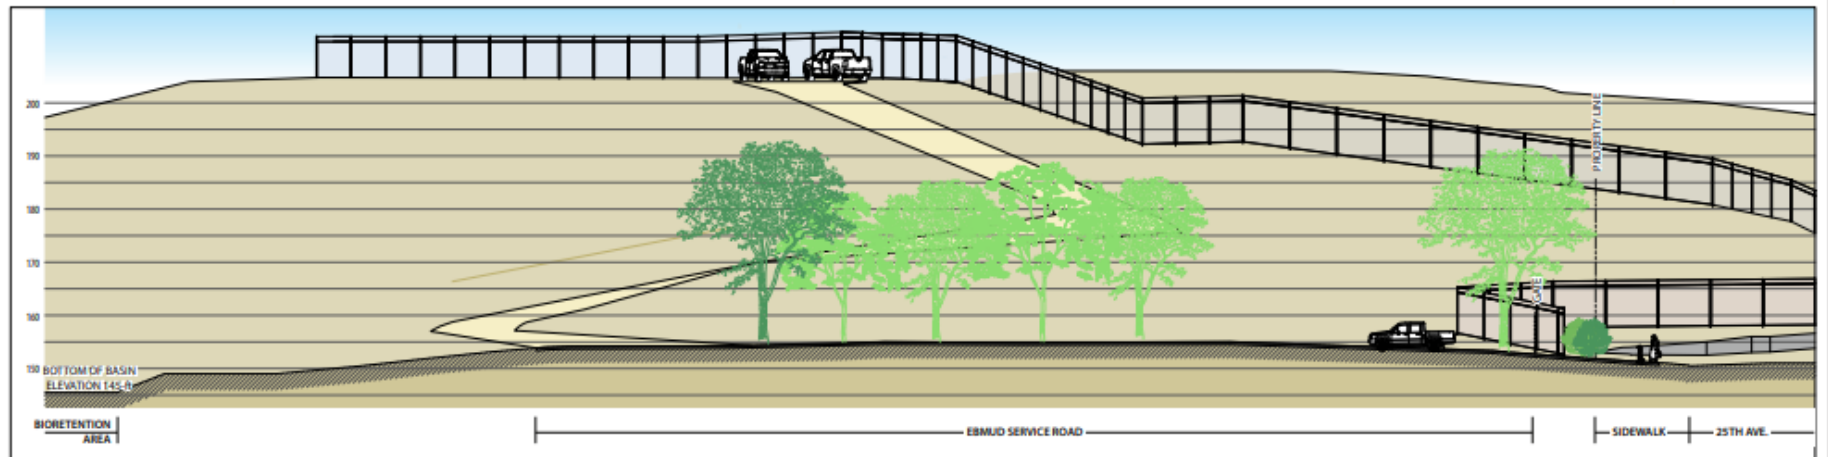 200
190
180
170
160
150
PROPERTY LINE
GATE
BOTTOM OF BASIN
ELEVATION 145-ft
BIORETENTION
AREA
EBMUD SERVICE ROAD
SIDEWALK
25TH AVE.